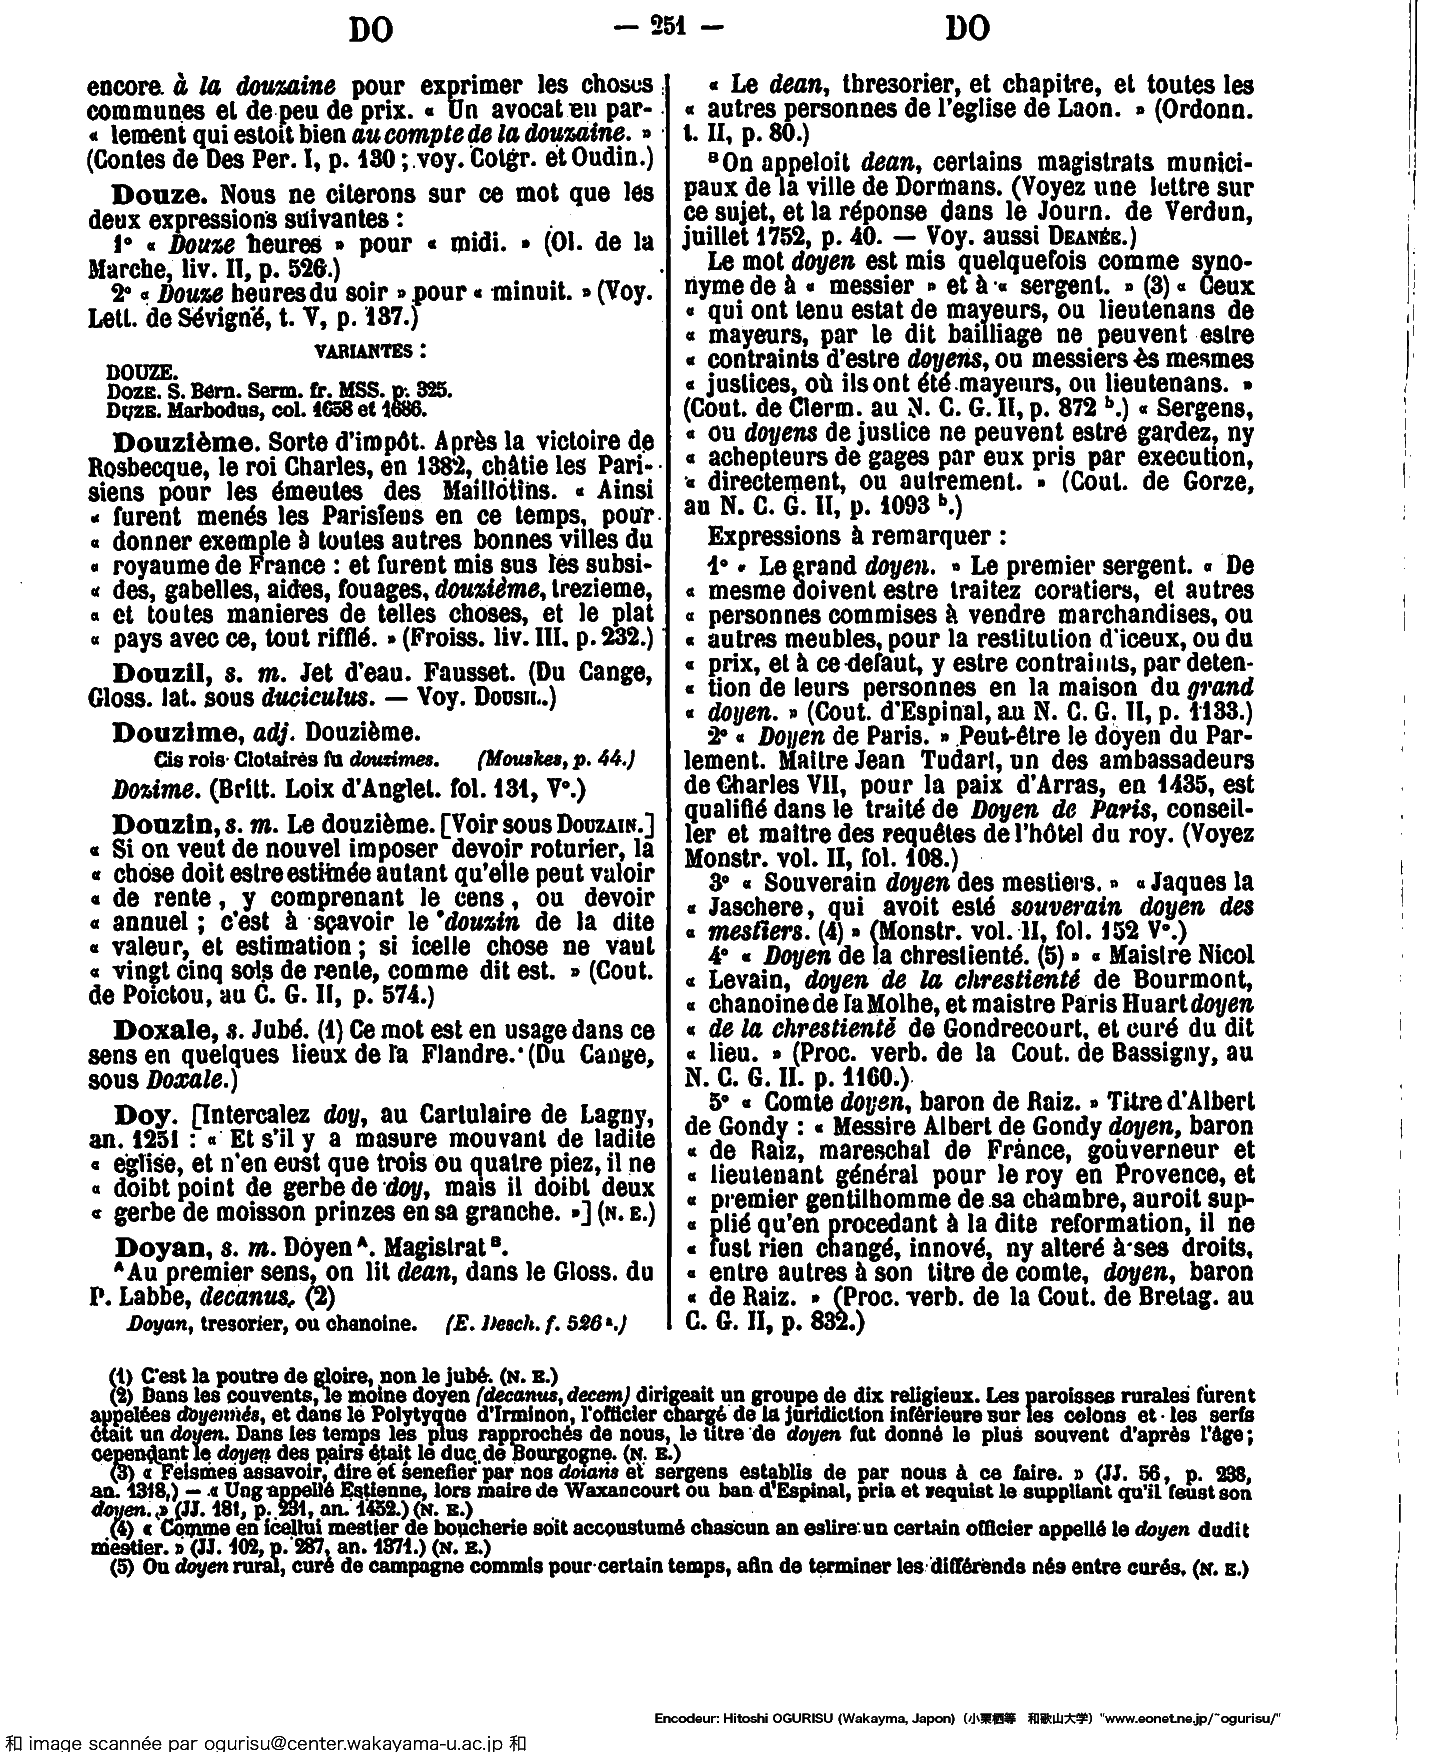 DO — 251 — DO
encore à la douzaine pour exprimer les choses
communes et de peu de prix. « Un avocat en par-
« lement qui estoit bien au compte de la douzaine. »
(Contes de Des Per. I, p. 130 ; voy. Cotgr. et Oudin.)
Douze. Nous ne citerons sur ce mot que les
deux expressions suivantes :
1° « Douze heures » pour « midi. » (Ol. de la
Marche, liv. II, p. 526.)
2° « Douze heures du soir » pour « minuit. » (Voy.
Lett. de Sévigné, t. V, p. 137.)
VARIANTES :
DOUZE.
DOZE. S. Bern. Serm. fr. MSS. p. 325.
DUZE. Marbodus, col. 1658 et 1686.
Douzième. Sorte d'impôt. Après la victoire de
Rosbecque, le roi Charles, en 1382, châtie les Pari-
siens pour les émeutes des Maillotins. « Ainsi
« furent menés les Parisiens en ce temps, pour
« donner exemple à toutes autres bonnes villes du
« royaume de France : et furent mis sus les subsi-
« des, gabelles, aides, fouages, douzième, trezieme,
« et toutes manieres de telles choses, et le plat
« pays avec ce, tout rifflé. » (Froiss. liv. III. p. 232.)
Douzil, s. m. Jet d'eau. Fausset. (Du Cange,
Gloss. lat. sous duciculus. — Voy. DOUSIL.)
Douzime, adj. Douzième.
Cis rois Clotaires fu douzimes. (Mouskes, p. 44.)
Dozime. (Britt. Loix d'Anglet. fol. 131, V°.)
Douzin, s. m. Le douzième. [Voir sous DOUZAIN.]
« Si on veut de nouvel imposer devoir roturier, la
« chose doit estre estimée autant qu'elle peut valoir
« de rente, y comprenant le cens, ou devoir
« annuel ; c'est à sçavoir le douzin de la dite
« valeur, et estimation ; si icelle chose ne vaut
« vingt cinq sols de rente, comme dit est. » (Cout.
de Poictou, au C. G. II, p. 574.)
Doxale, s. Jubé. (1) Ce mot est en usage dans ce
sens en quelques lieux de la Flandre. (Du Cange,
sous Doxale.)
Doy. [Intercalez doy, au Cartulaire de Lagny,
an. 1251 : « Et s'il y a masure mouvant de ladite
« eglise, et n'en eust que trois ou quatre piez, il ne
« doibt point de gerbe de doy, mais il doibt deux
« gerbe de moisson prinzes en sa granche. »] (N. E.)
Doyan, s. m. Doyen ᴬ. Magistrat ᴮ.
ᴬ Au premier sens, on lit dean, dans le Gloss. du
P. Labbe, decanus. (2)
Doyan, tresorier, ou chanoine. (E. Desch. f. 526 ᵃ.)
« Le dean, thresorier, et chapitre, et toutes les
« autres personnes de l'eglise de Laon. » (Ordonn.
t. II, p. 80.)
ᴮ On appeloit dean, certains magistrats munici-
paux de la ville de Dormans. (Voyez une lettre sur
ce sujet, et la réponse dans le Journ. de Verdun,
juillet 1752, p. 40. — Voy. aussi DEANÉE.)
Le mot doyen est mis quelquefois comme syno-
nyme de à « messier » et à « sergent. » (3) « Ceux
« qui ont tenu estat de mayeurs, ou lieutenans de
« mayeurs, par le dit bailliage ne peuvent estre
« contraints d'estre doyens, ou messiers ès mesmes
« justices, où ils ont été mayeurs, ou lieutenans. »
(Cout. de Clerm. au N. C. G. II, p. 872 ᵇ.) « Sergens,
« ou doyens de justice ne peuvent estre gardez, ny
« achepteurs de gages par eux pris par execution,
« directement, ou autrement. » (Cout. de Gorze,
au N. C. G. II, p. 1093 ᵇ.)
Expressions à remarquer :
1° « Le grand doyen. » Le premier sergent. « De
« mesme doivent estre traitez coratiers, et autres
« personnes commises à vendre marchandises, ou
« autres meubles, pour la restitution d'iceux, ou du
« prix, et à ce defaut, y estre contraints, par deten-
« tion de leurs personnes en la maison du grand
« doyen. » (Cout. d'Espinal, au N. C. G. II, p. 1133.)
2° « Doyen de Paris. » Peut-être le doyen du Par-
lement. Maitre Jean Tudart, un des ambassadeurs
de Charles VII, pour la paix d'Arras, en 1435, est
qualifié dans le traité de Doyen de Paris, conseil-
ler et maitre des requêtes de l'hôtel du roy. (Voyez
Monstr. vol. II, fol. 108.)
3° « Souverain doyen des mestiers. » « Jaques la
« Jaschere, qui avoit esté souverain doyen des
« mestiers. (4) » (Monstr. vol. II, fol. 152 V°.)
4° « Doyen de la chrestienté. (5) » « Maistre Nicol
« Levain, doyen de la chrestienté de Bourmont,
« chanoine de la Mothe, et maistre Paris Huart doyen
« de la chrestienté de Gondrecourt, et curé du dit
« lieu. » (Proc. verb. de la Cout. de Bassigny, au
N. C. G. II. p. 1160.)
5° « Comte doyen, baron de Raiz. » Titre d'Albert
de Gondy : « Messire Albert de Gondy doyen, baron
« de Raiz, mareschal de France, gouverneur et
« lieutenant général pour le roy en Provence, et
« premier gentilhomme de sa chambre, auroit sup-
« plié qu'en procedant à la dite reformation, il ne
« fust rien changé, innové, ny alteré à ses droits,
« entre autres à son titre de comte, doyen, baron
« de Raiz. » (Proc. verb. de la Cout. de Bretag. au
C. G. II, p. 832.)
(1) C'est la poutre de gloire, non le jubé. (N. E.)
(2) Dans les couvents, le moine doyen (decanus, decem) dirigeait un groupe de dix religieux. Les paroisses rurales furent
appelées doyennés, et dans le Polytyque d'Irminon, l'officier chargé de la juridiction inférieure sur les colons et les serfs
était un doyen. Dans les temps les plus rapprochés de nous, le titre de doyen fut donné le plus souvent d'après l'âge ;
cependant le doyen des pairs était le duc de Bourgogne. (N. E.)
(3) « Feismes assavoir, dire et senefier par nos doians et sergens establis de par nous à ce faire. » (JJ. 56, p. 238,
an. 1318.) — « Ung appellé Estienne, lors maire de Waxancourt ou ban d'Espinal, pria et requist le suppliant qu'il feust son
doyen. » (JJ. 181, p. 231, an. 1452.) (N. E.)
(4) « Comme en icellui mestier de boucherie soit accoustumé chascun an eslire un certain officier appellé le doyen dudit
mestier. » (JJ. 102, p. 287, an. 1371.) (N. E.)
(5) Ou doyen rural, curé de campagne commis pour certain temps, afin de terminer les différends nés entre curés. (N. E.)
Encodeur: Hitoshi OGURISU (Wakayma, Japon) (小栗栖等 和歌山大学) "www.eonet.ne.jp/~ogurisu/"
和 image scannée par ogurisu@center.wakayama-u.ac.jp 和